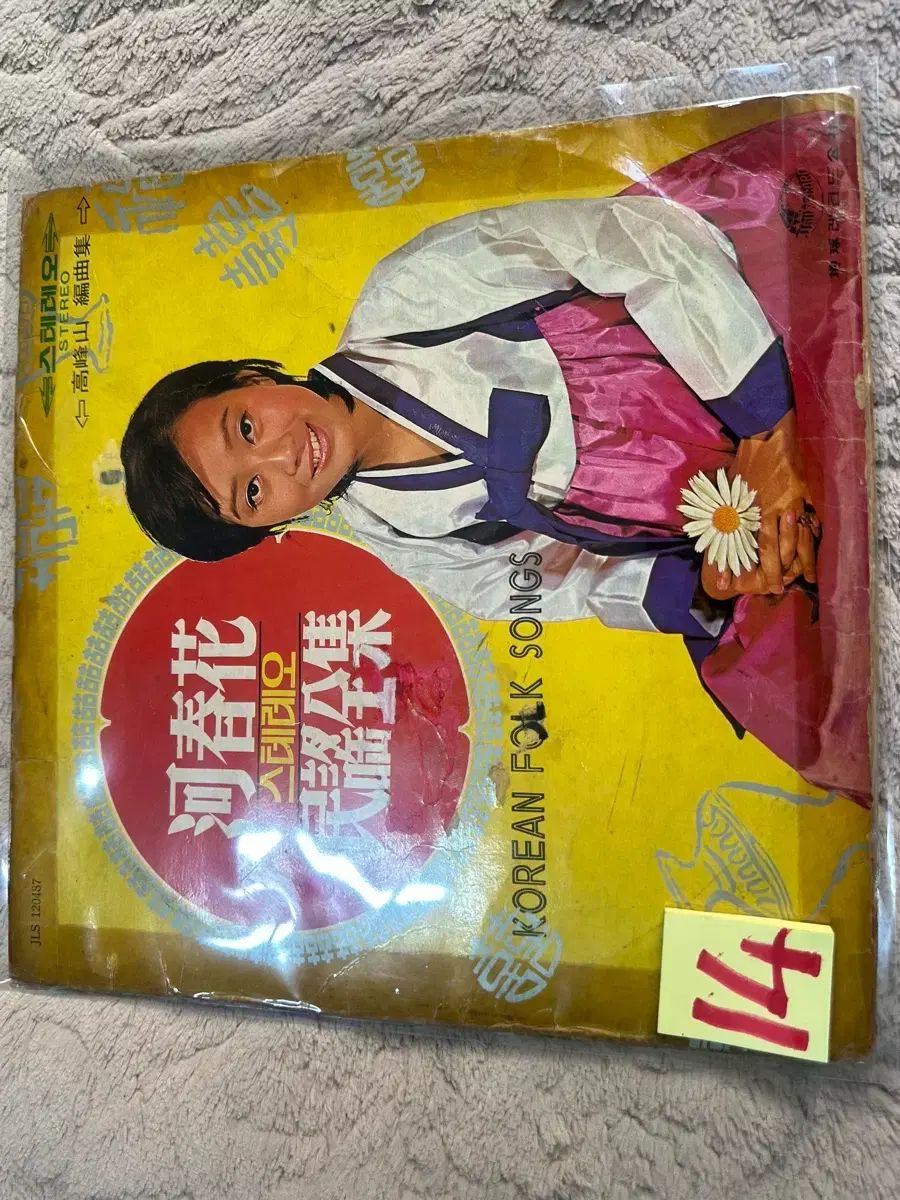 JLS 120487
스테레오
STEREO
高峰山 編曲集
河春花
스테레오
民謠全集
KOREAN FOLK SONGS
14